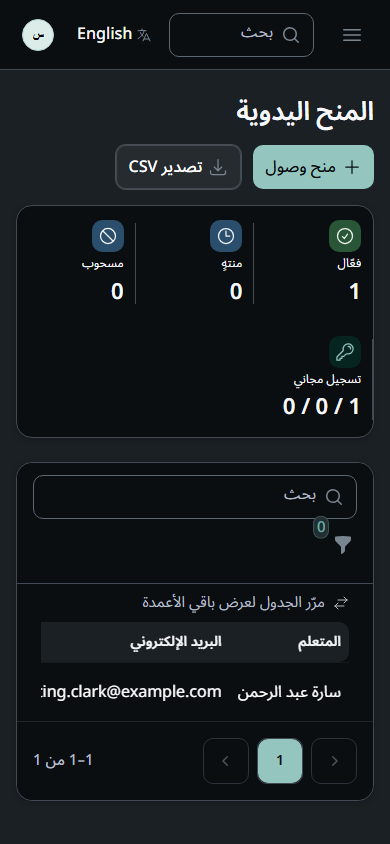 بحث
English
س
المنح اليدوية
منح وصول
تصدير CSV
فعّال
1
منتهٍ
0
مسحوب
0
تسجيل مجاني
1 / 0 / 0
بحث
0
مرّر الجدول لعرض باقي الأعمدة
المتعلم البريد الإلكتروني
سارة عبد الرحمن ting.clark@example.com
1
1–1 من 1